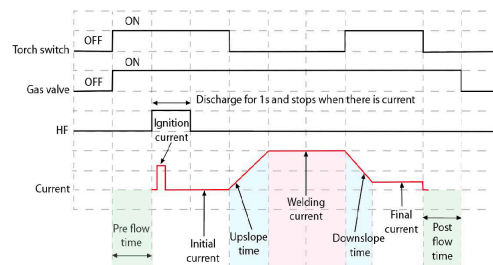 ON
Torch switch
OFF
ON
Gas valve
OFF
Discharge for 1s and stops when there is current
HF
Ignition
current
Current
Pre flow
time
Initial
current
Upslope
time
Welding
current
Downslope
time
Final
current
Post
flow
time